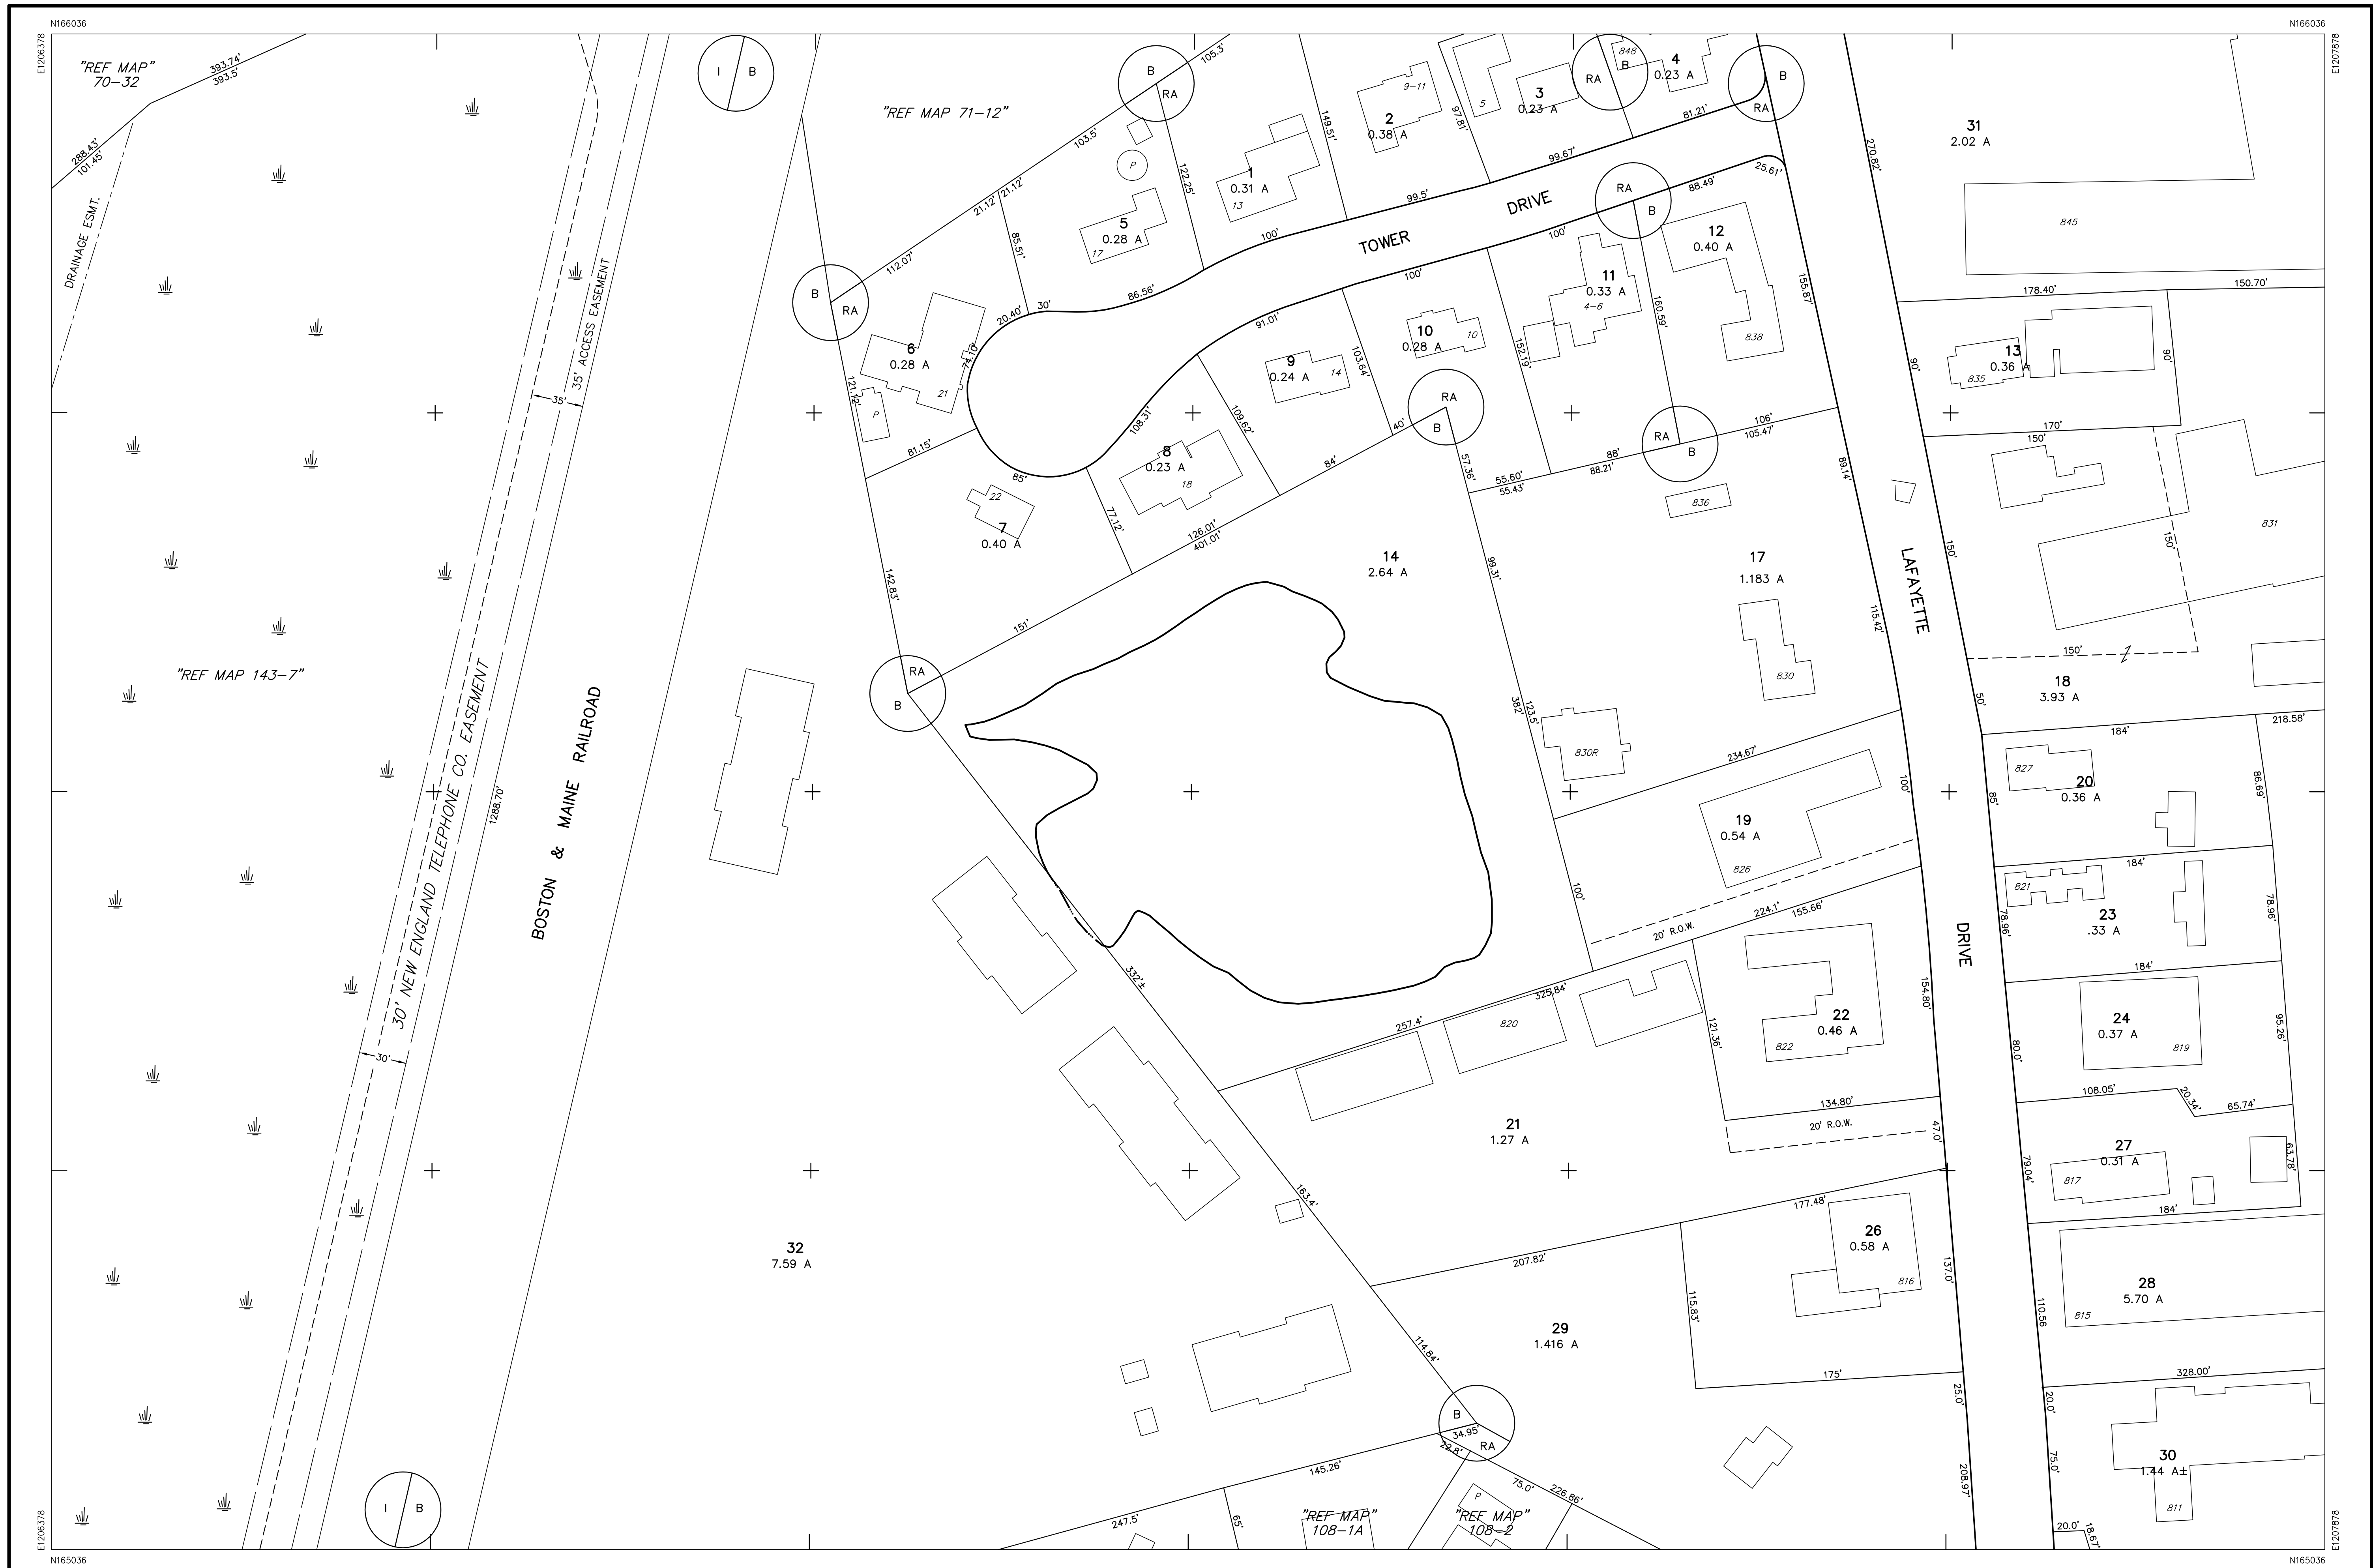 N166036
N166036
E1206378
E1207878
"REF MAP"
70-32
393.74'
393.5'
288.43'
101.45'
DRAINAGE ESMT.
I
B
"REF MAP 71-12"
B
RA
105.3'
103.5'
21.12'
21.12'
112.07'
P
122.25'
85.51'
1
0.31 A
13
149.51'
2
0.38 A
9-11
97.81'
5
3
0.23 A
RA
B
848
4
0.23 A
81.21'
B
RA
99.67'
99.5'
100'
5
0.28 A
17
86.56'
30'
20.40'
74.10'
TOWER
DRIVE
RA
B
88.49'
25.61'
100'
100'
91.01'
108.31'
85'
270.82'
31
2.02 A
845
178.40'
150.70'
B
RA
6
0.28 A
21
P
121.12'
81.15'
35' ACCESS EASEMENT
35'
12
0.40 A
838
155.87'
11
0.33 A
4-6
160.59'
152.19'
10
0.28 A
10
103.64'
9
0.24 A
14
109.62'
13
0.36 A
835
90'
90'
170'
150'
RA
B
40'
84'
57.36'
RA
B
106'
105.47'
88'
88.21'
55.60'
55.43'
89.14'
8
0.23 A
18
22
7
0.40 A
77.12'
126.01'
401.01'
151'
142.83'
836
14
2.64 A
99.31'
17
1.183 A
115.42'
830
LAFAYETTE
831
150'
150'
150'
Z
18
3.93 A
50'
218.58'
184'
"REF MAP 143-7"
30' NEW ENGLAND TELEPHONE CO. EASEMENT
1288.70'
BOSTON & MAINE RAILROAD
RA
B
382'
123.5'
830R
234.67'
827
20
0.36 A
85'
86.69'
184'
19
0.54 A
826
100'
100'
821
23
.33 A
78.96'
78.96'
184'
224.1'
155.66'
20' R.O.W.
DRIVE
332'±
325.84'
257.4'
820
121.36'
22
0.46 A
822
154.80'
24
0.37 A
819
80.0'
95.26'
30'
134.80'
20' R.O.W.
47.0'
108.05'
20.34'
65.74'
21
1.27 A
27
0.31 A
817
79.04'
63.78'
184'
163.4'
177.48'
207.82'
32
7.59 A
26
0.58 A
816
137.0'
115.83'
28
5.70 A
815
110.56
29
1.416 A
114.84'
175'
25.0'
328.00'
20.0'
B
RA
34.95'
22.8'
145.26'
247.5'
65'
75.0'
226.86'
P
208.97'
75.0'
30
1.44 A±
811
20.0'
18.67'
I
B
"REF MAP"
108-1A
"REF MAP"
108-2
E1206378
E1207878
N165036
N165036